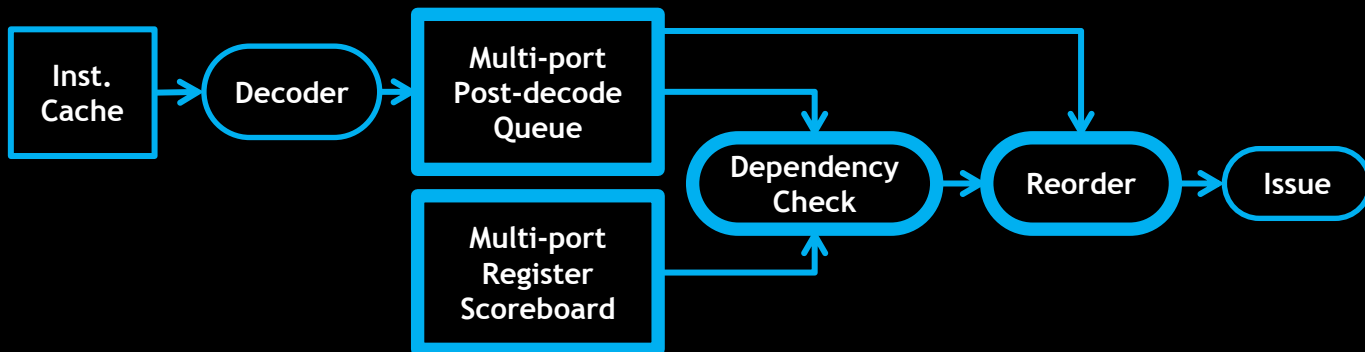 Inst.
Cache
Decoder
Multi-port
Post-decode
Queue
Dependency
Check
Reorder
Issue
Multi-port
Register
Scoreboard